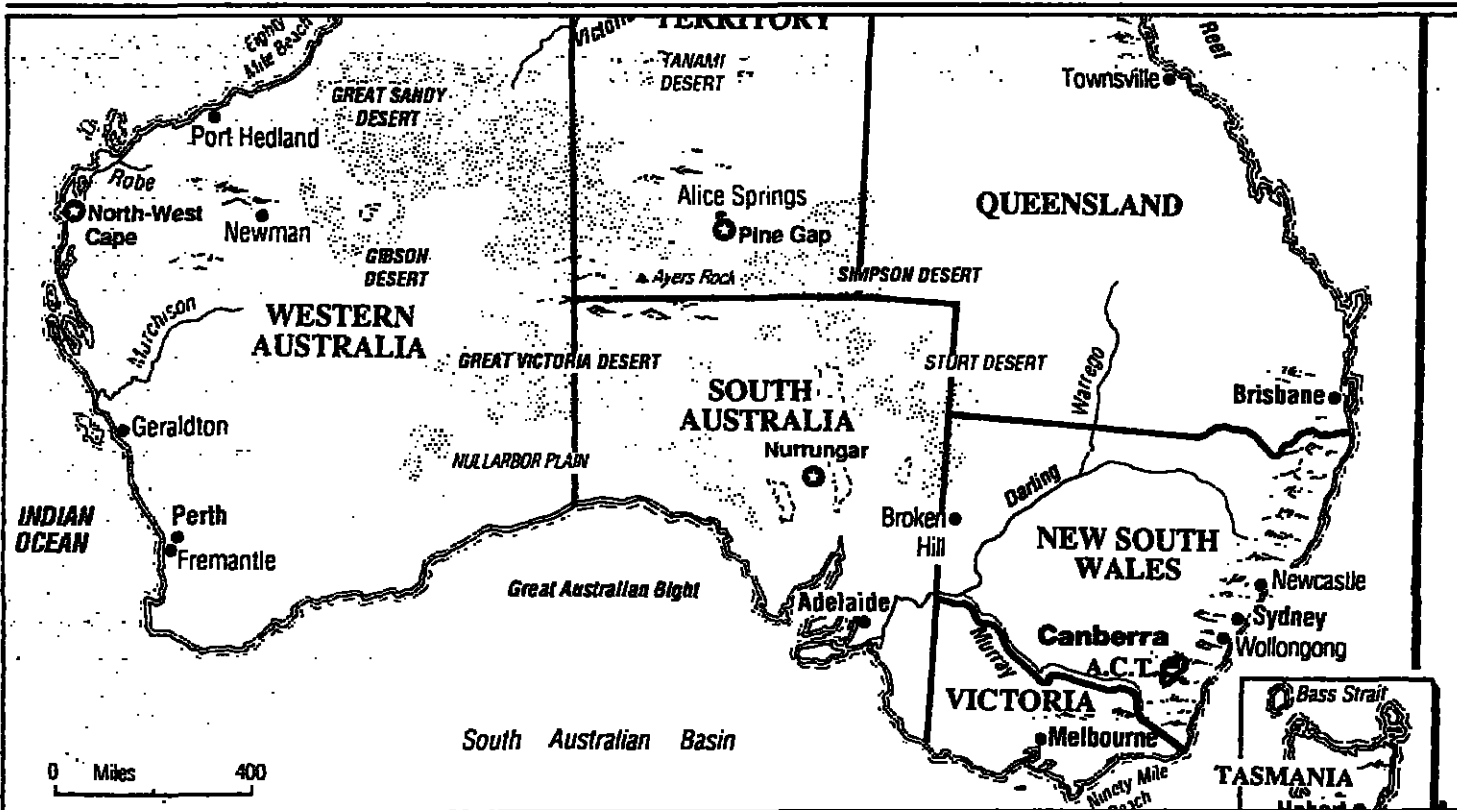 TERRITORY
Eighty
Mile Beach
Victoria
Reef
TANAMI
DESERT
Townsville
GREAT SANDY
DESERT
Port Hedland
Robe
North-West
Cape
Newman
Alice Springs
Pine Gap
QUEENSLAND
GIBSON
DESERT
Ayers Rock
SIMPSON DESERT
Murchison
WESTERN
AUSTRALIA
GREAT VICTORIA DESERT
STURT DESERT
Warrego
SOUTH
AUSTRALIA
Brisbane
Geraldton
NULLARBOR PLAIN
Nurrungar
Darling
INDIAN
OCEAN
Perth
Fremantle
Broken
Hill
NEW SOUTH
WALES
Newcastle
Great Australian Bight
Adelaide
Sydney
Canberra
Wollongong
A.C.T.
Murray
VICTORIA
Bass Strait
South Australian Basin
Melbourne
0 Miles 400
Ninety Mile
Beach
TASMANIA
Hobart